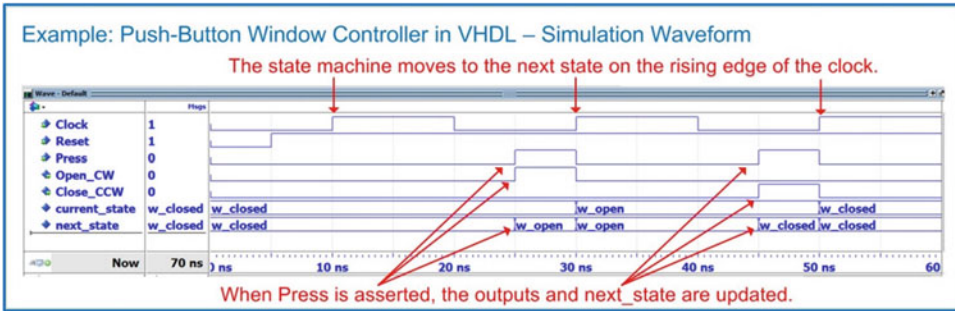 Example: Push-Button Window Controller in VHDL – Simulation Waveform
The state machine moves to the next state on the rising edge of the clock.
Wave - Default
Msgs
Clock 1
Reset 1
Press 0
Open_CW 0
Close_CCW 0
current_state w_closed w_closed w_open w_closed
next_state w_closed w_closed w_open w_open w_closed w_closed
Now 70 ns 0 ns 10 ns 20 ns 30 ns 40 ns 50 ns 60
When Press is asserted, the outputs and next_state are updated.